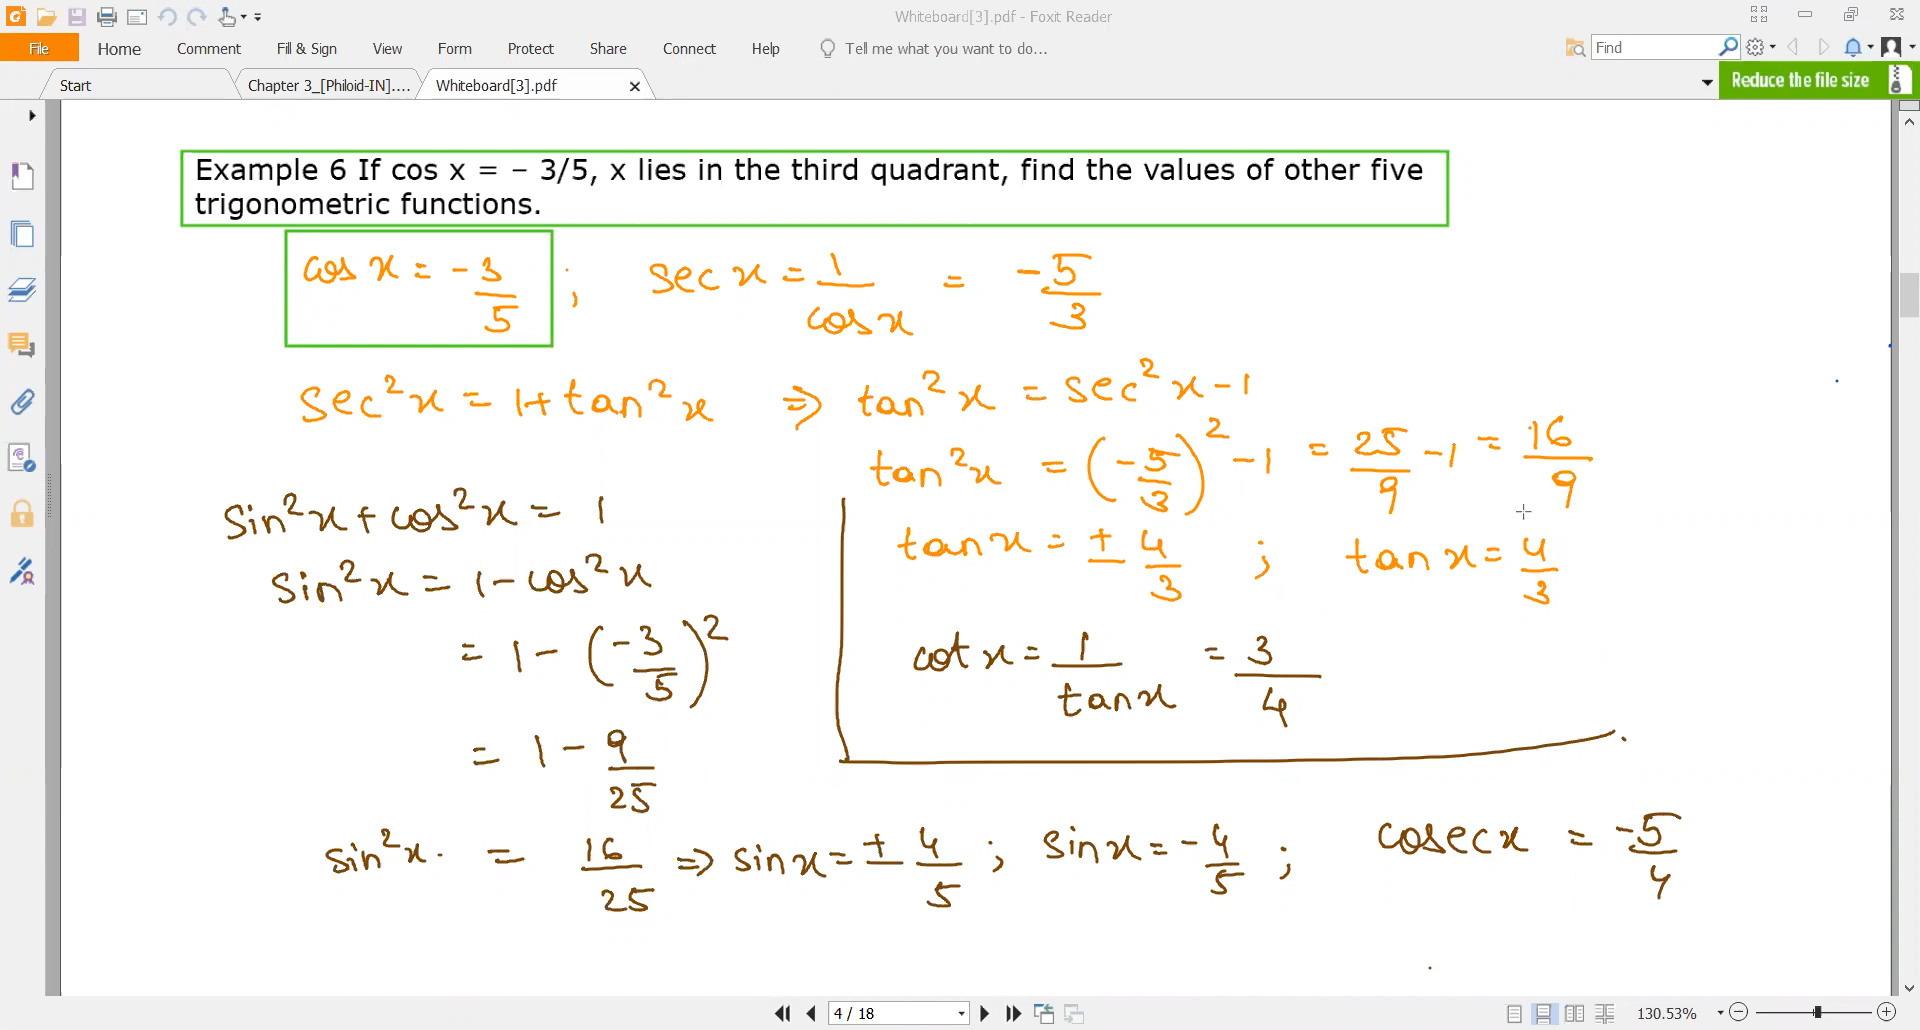 Whiteboard[3].pdf - Foxit Reader
File Home Comment Fill & Sign View Form Protect Share Connect Help Tell me what you want to do... Find
Start Chapter 3_[Philoid-IN].... Whiteboard[3].pdf Reduce the file size
Example 6 If cos x = – 3/5, x lies in the third quadrant, find the values of other five
trigonometric functions.
cos x = -3/5 ; sec x = 1/cos x = -5/3
sec²x = 1+tan²x ⇒ tan²x = sec²x-1
tan²x = (-5/3)² -1 = 25/9 -1 = 16/9
tan x = ± 4/3 ; tan x = 4/3
cot x = 1/tan x = 3/4
sin²x + cos²x = 1
sin²x = 1 - cos²x
= 1 - (-3/5)²
= 1 - 9/25
sin²x. = 16/25 ⇒ sin x = ± 4/5 ; sin x = -4/5 ; cosec x = -5/4
4 / 18 130.53%